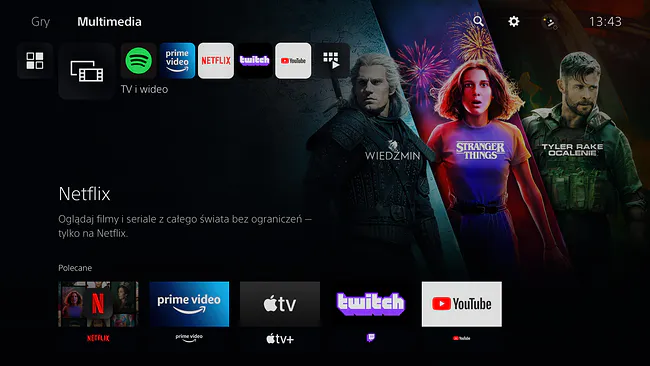 Gry Multimedia 13:43
Spotify prime video NETFLIX twitch YouTube
TV i wideo
WIEDŹMIN
STRANGER THINGS
TYLER RAKE
OCALENIE
Netflix
Oglądaj filmy i seriale z całego świata bez ograniczeń –
tylko na Netflix.
Polecane
N prime video tv twitch YouTube
NETFLIX prime video tv+ YouTube